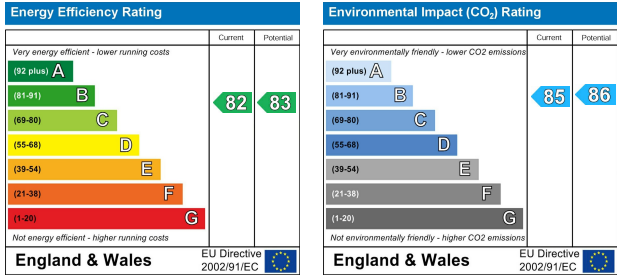 Energy Efficiency Rating
Current Potential
Very energy efficient - lower running costs
(92 plus) A
(81-91) B
82 83
(69-80) C
(55-68) D
(39-54) E
(21-38) F
(1-20) G
Not energy efficient - higher running costs
England & Wales
EU Directive
2002/91/EC
Environmental Impact (CO₂) Rating
Current Potential
Very environmentally friendly - lower CO2 emissions
(92 plus) A
(81-91) B
85 86
(69-80) C
(55-68) D
(39-54) E
(21-38) F
(1-20) G
Not environmentally friendly - higher CO2 emissions
England & Wales
EU Directive
2002/91/EC